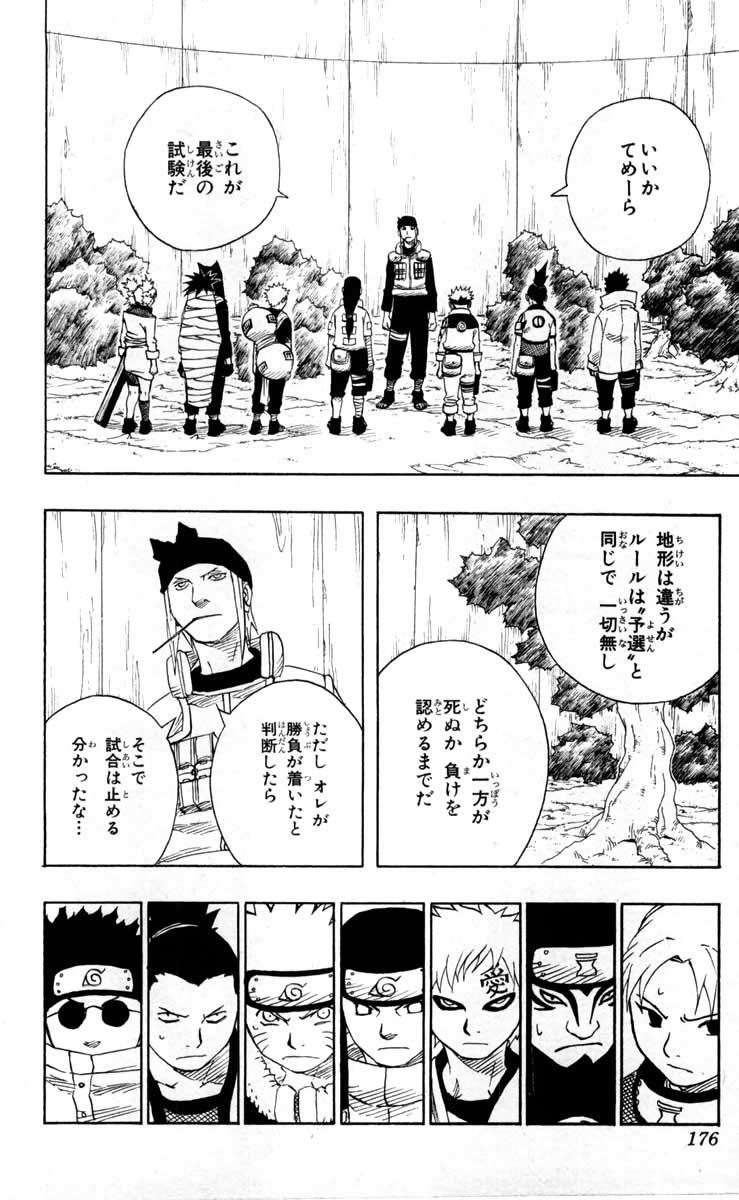 いいか
てめーら
これが
最後の
試験だ
地形は違うが
ルールは〝予選〟と
同じで 一切無し
どちらか一方が
死ぬか 負けを
認めるまでだ
ただし オレが
勝負が着いたと
判断したら
そこで
試合は止める
分かったな…
愛
176